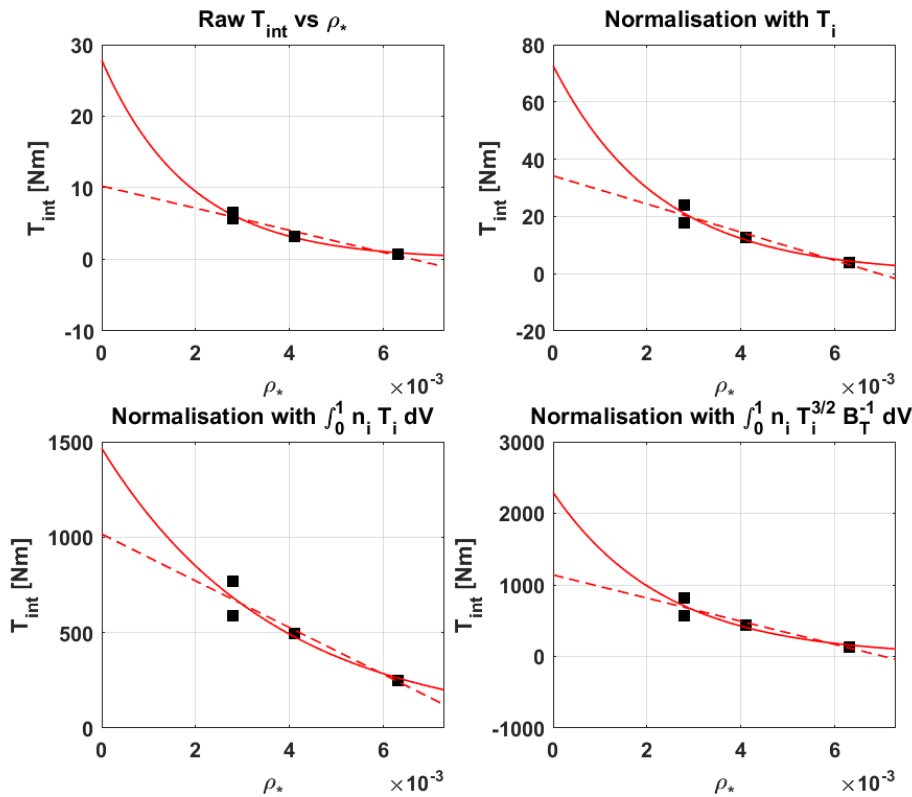 Raw T_int vs ρ_*
30
20
10
0
-10
T_int [Nm]
0 2 4 6
ρ_* ×10^-3
Normalisation with T_i
80
60
40
20
0
-20
T_int [Nm]
0 2 4 6
ρ_* ×10^-3
Normalisation with ∫_0^1 n_i T_i dV
1500
1000
500
0
T_int [Nm]
0 2 4 6
ρ_* ×10^-3
Normalisation with ∫_0^1 n_i T_i^3/2 B_T^-1 dV
3000
2000
1000
0
-1000
T_int [Nm]
0 2 4 6
ρ_* ×10^-3